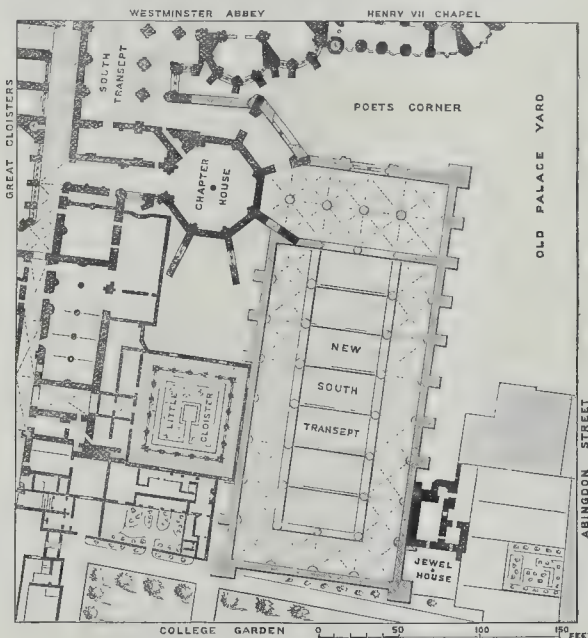 WESTMINSTER ABBEY
HENRY VII CHAPEL
GREAT CLOISTERS
SOUTH
TRANSEPT
POETS CORNER
OLD PALACE YARD
CHAPTER
HOUSE
NEW
SOUTH
TRANSEPT
LITTLE
CLOISTER
ABINGDON STREET
JEWEL
HOUSE
COLLEGE GARDEN
0 50 100 150